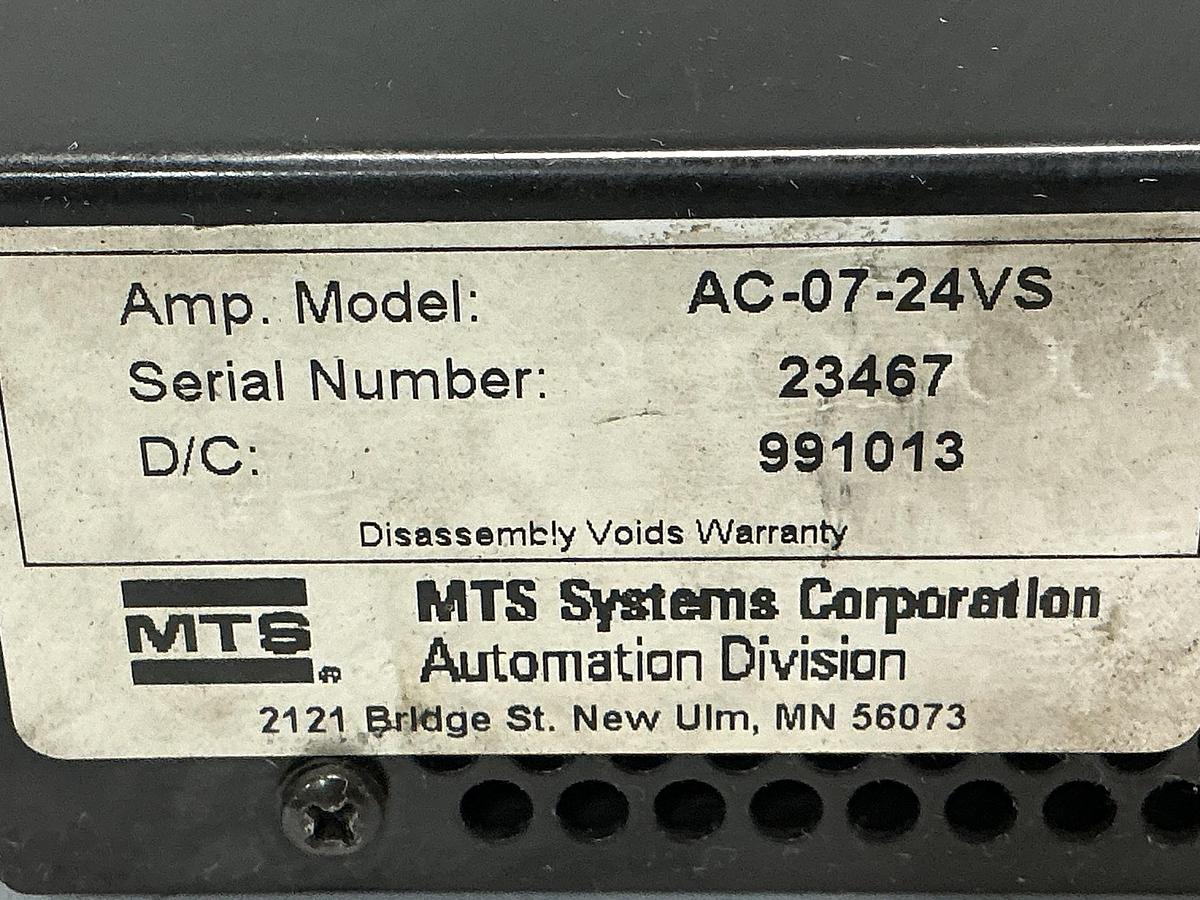 Amp. Model: AC-07-24VS
Serial Number: 23467
D/C: 991013
Disassembly Voids Warranty
MTS®
MTS Systems Corporation
Automation Division
2121 Bridge St. New Ulm, MN 56073